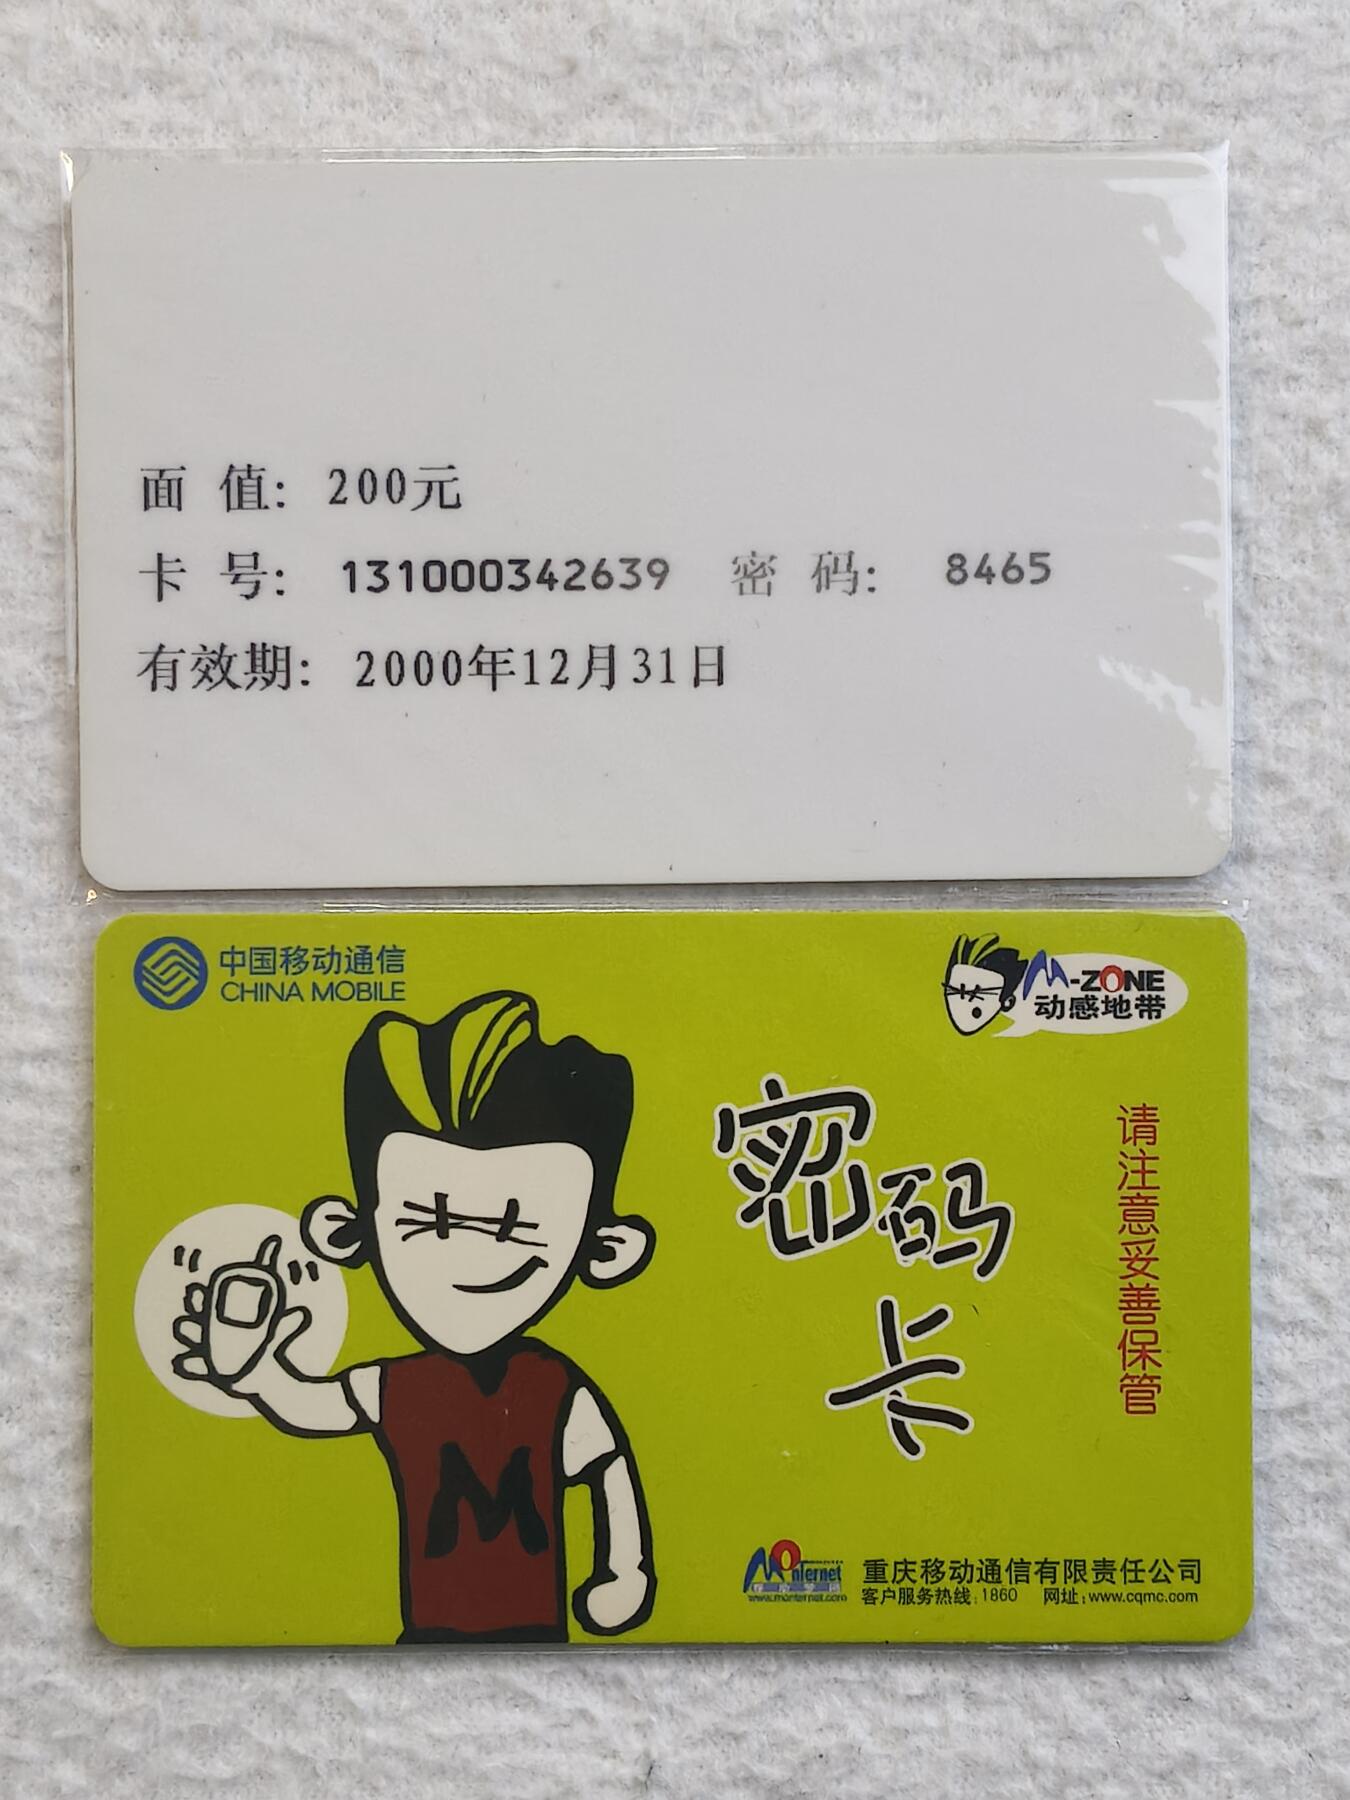 面 值: 200元
卡 号: 131000342639 密 码: 8465
有效期: 2000年12月31日
中国移动通信
CHINA MOBILE
M-ZONE
动感地带
密码卡
请注意妥善保管
M
Monternet
www.monternet.com
重庆移动通信有限责任公司
客户服务热线:1860 网址:www.cqmc.com